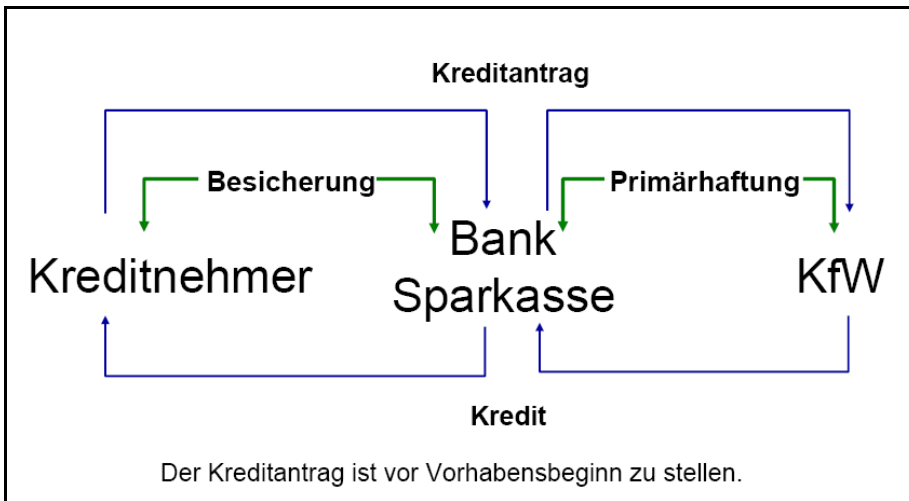 Kreditantrag
Besicherung
Primärhaftung
Kreditnehmer
Bank
Sparkasse
KfW
Kredit
Der Kreditantrag ist vor Vorhabensbeginn zu stellen.